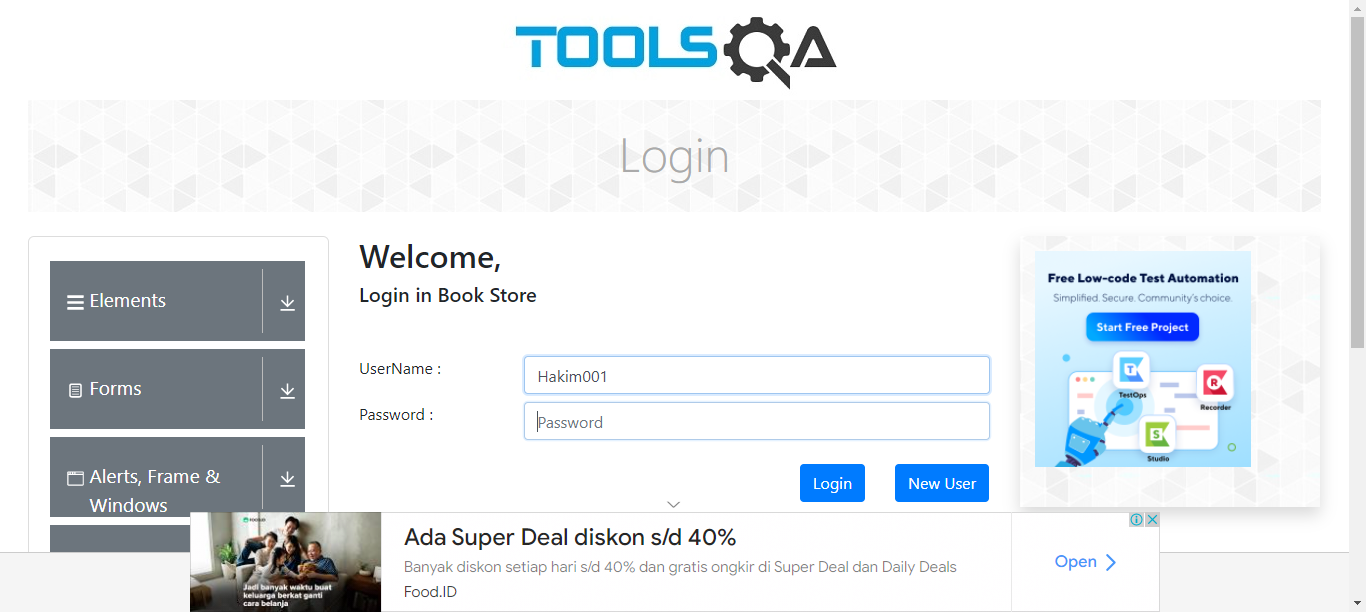 TOOLSQA
Login
Elements
Forms
Alerts, Frame &
Windows
Welcome,
Login in Book Store
UserName :
Hakim001
Password :
Password
Login
New User
Free Low-code Test Automation
Simplified. Secure. Community's choice.
Start Free Project
TestOps
Recorder
Studio
Jadi banyak waktu buat
keluarga berkat ganti
cara belanja
Ada Super Deal diskon s/d 40%
Banyak diskon setiap hari s/d 40% dan gratis ongkir di Super Deal dan Daily Deals
Food.ID
Open